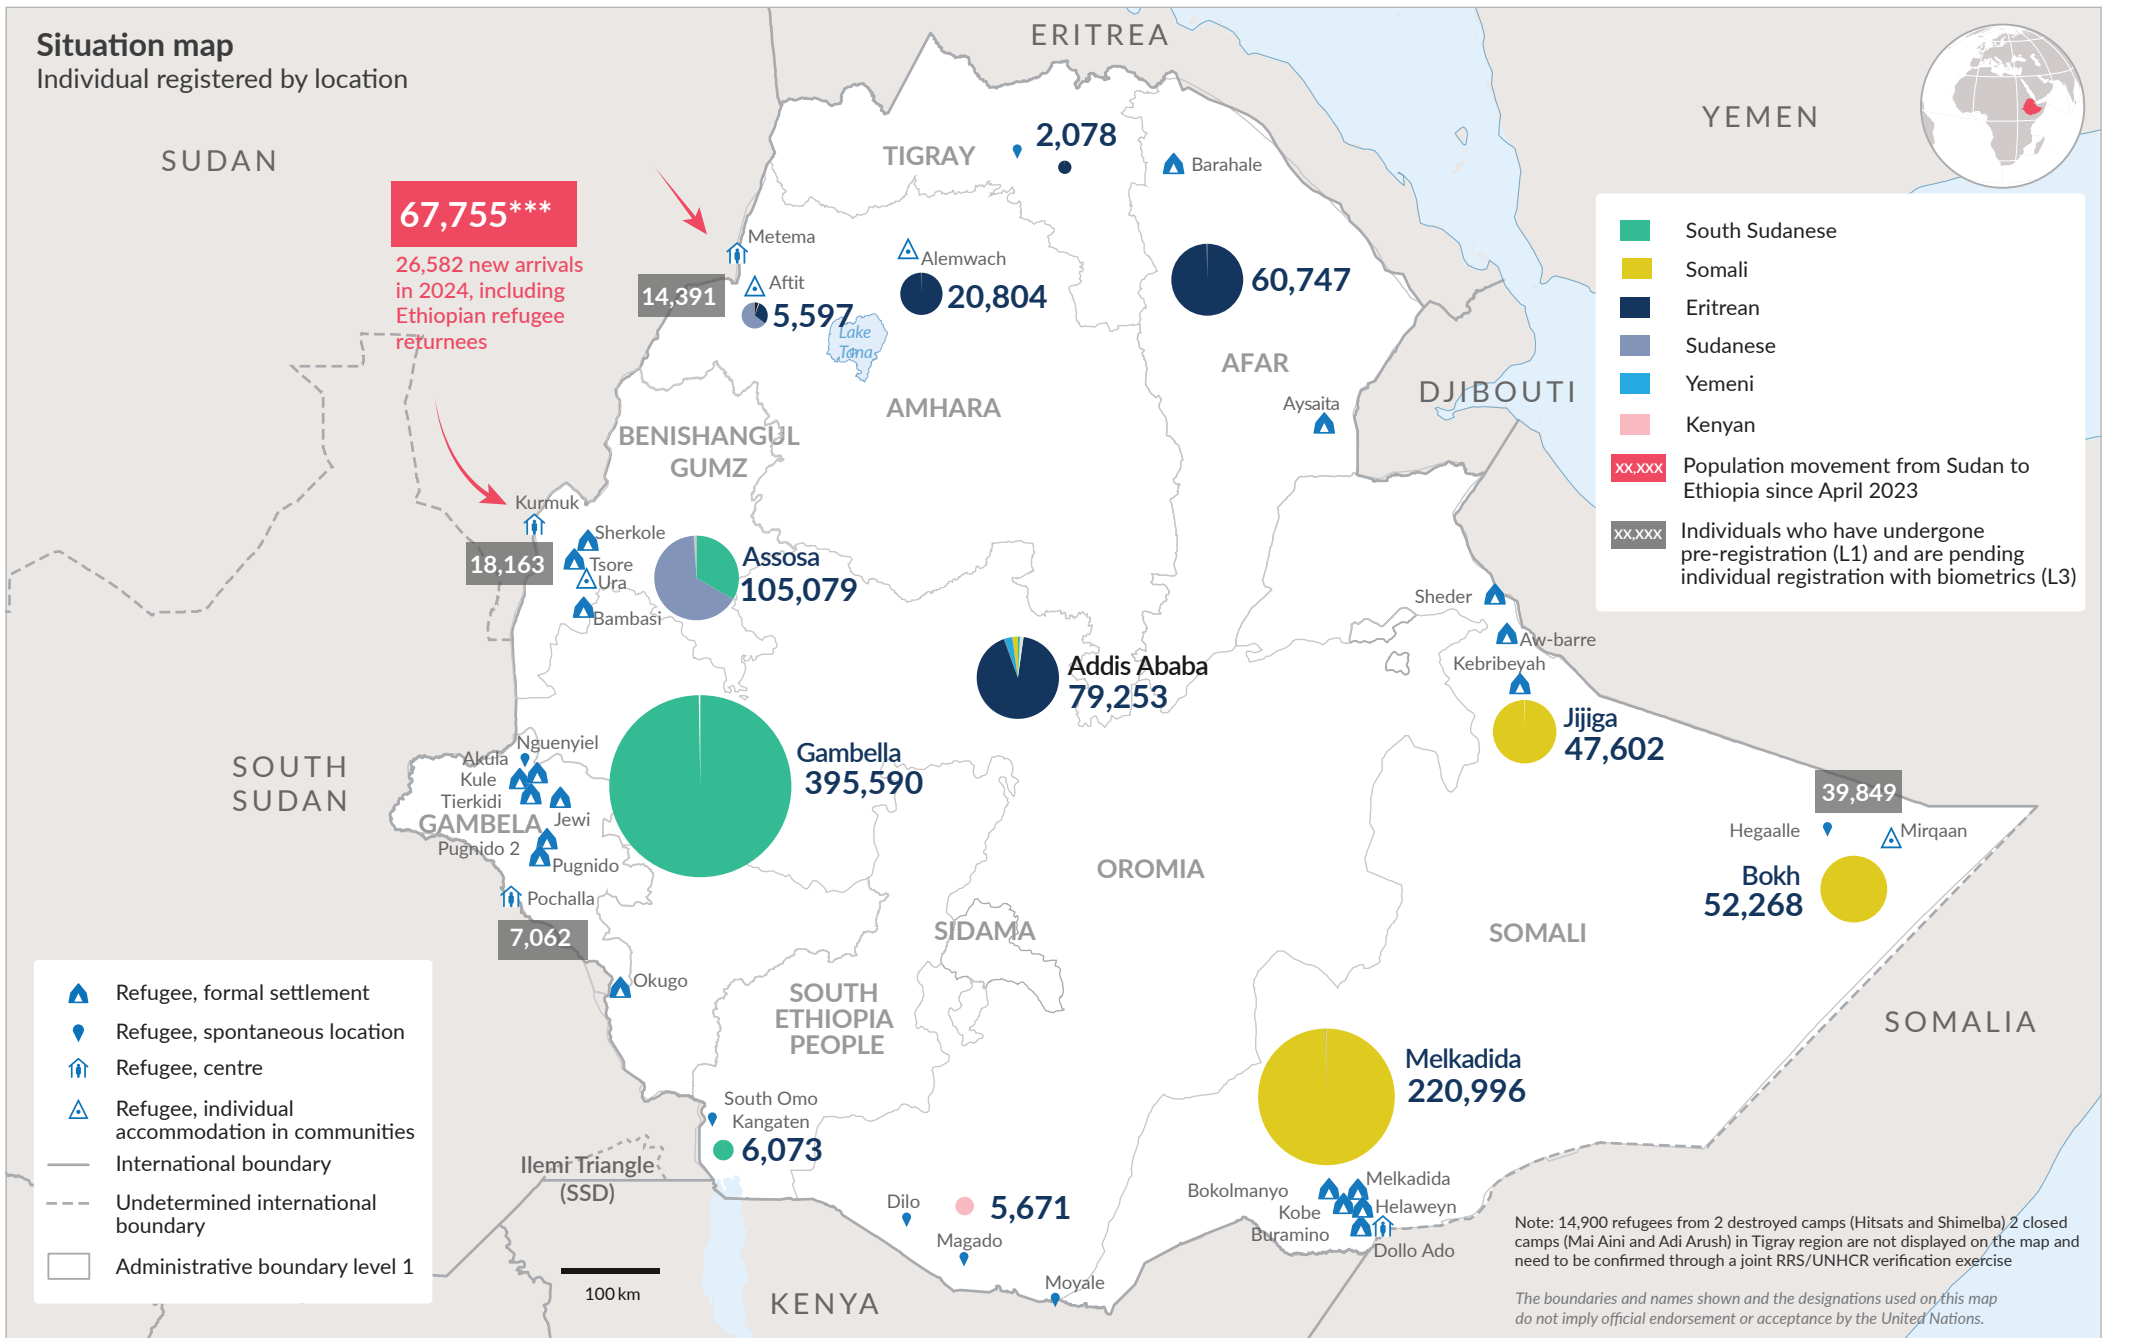 Situation map
Individual registered by location
ERITREA
YEMEN
SUDAN
67,755***
26,582 new arrivals
in 2024, including
Ethiopian refugee
returnees
TIGRAY
2,078
Barahale
Metema
Aftit
14,391
5,597
Alemwach
20,804
Lake
Tana
60,747
AFAR
AMHARA
DJIBOUTI
Aysaita
BENISHANGUL
GUMZ
South Sudanese
Somali
Eritrean
Sudanese
Yemeni
Kenyan
XX,XXX
Population movement from Sudan to
Ethiopia since April 2023
XX,XXX
Individuals who have undergone
pre-registration (L1) and are pending
individual registration with biometrics (L3)
Kurmuk
18,163
Sherkole
Tsore
Ura
Bambasi
Assosa
105,079
Addis Ababa
79,253
Sheder
Aw-barre
Kebribeyah
Jijiga
47,602
SOUTH
SUDAN
Nguenyiel
Akula
Kule
Tierkidi
GAMBELA
Jewi
Pugnido 2
Pugnido
Pochalla
7,062
Okugo
Gambella
395,590
OROMIA
SIDAMA
SOUTH
ETHIOPIA
PEOPLE
SOMALI
39,849
Hegaalle
Mirqaan
Bokh
52,268
SOMALIA
Melkadida
220,996
South Omo
Kangaten
6,073
Ilemi Triangle
(SSD)
Dilo
5,671
Magado
Moyale
KENYA
Bokolmanyo
Melkadida
Kobe
Helaweyn
Buramino
Dollo Ado
Refugee, formal settlement
Refugee, spontaneous location
Refugee, centre
Refugee, individual
accommodation in communities
International boundary
Undetermined international
boundary
Administrative boundary level 1
100 km
Note: 14,900 refugees from 2 destroyed camps (Hitsats and Shimelba) 2 closed
camps (Mai Aini and Adi Arush) in Tigray region are not displayed on the map and
need to be confirmed through a joint RRS/UNHCR verification exercise
The boundaries and names shown and the designations used on this map
do not imply official endorsement or acceptance by the United Nations.